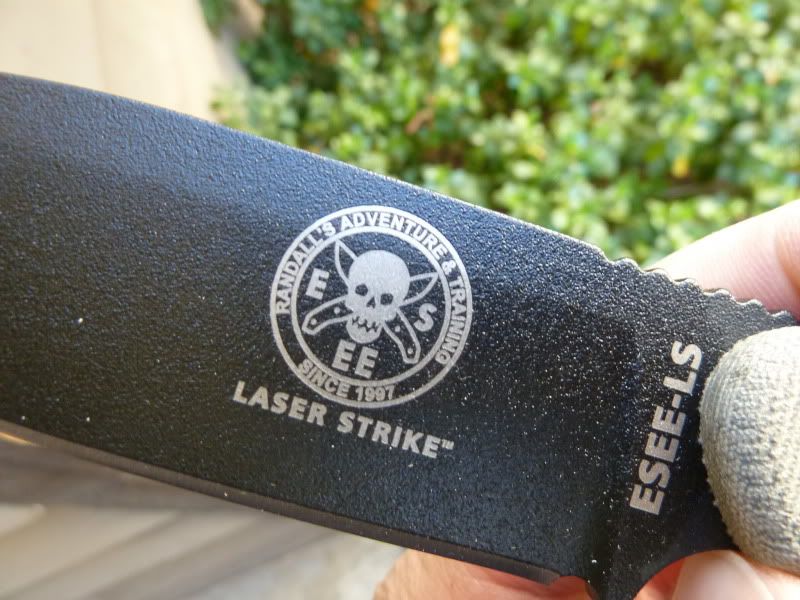 RANDALL'S ADVENTURE & TRAINING
E S
EE
SINCE 1997
LASER STRIKE™
ESEE-LS